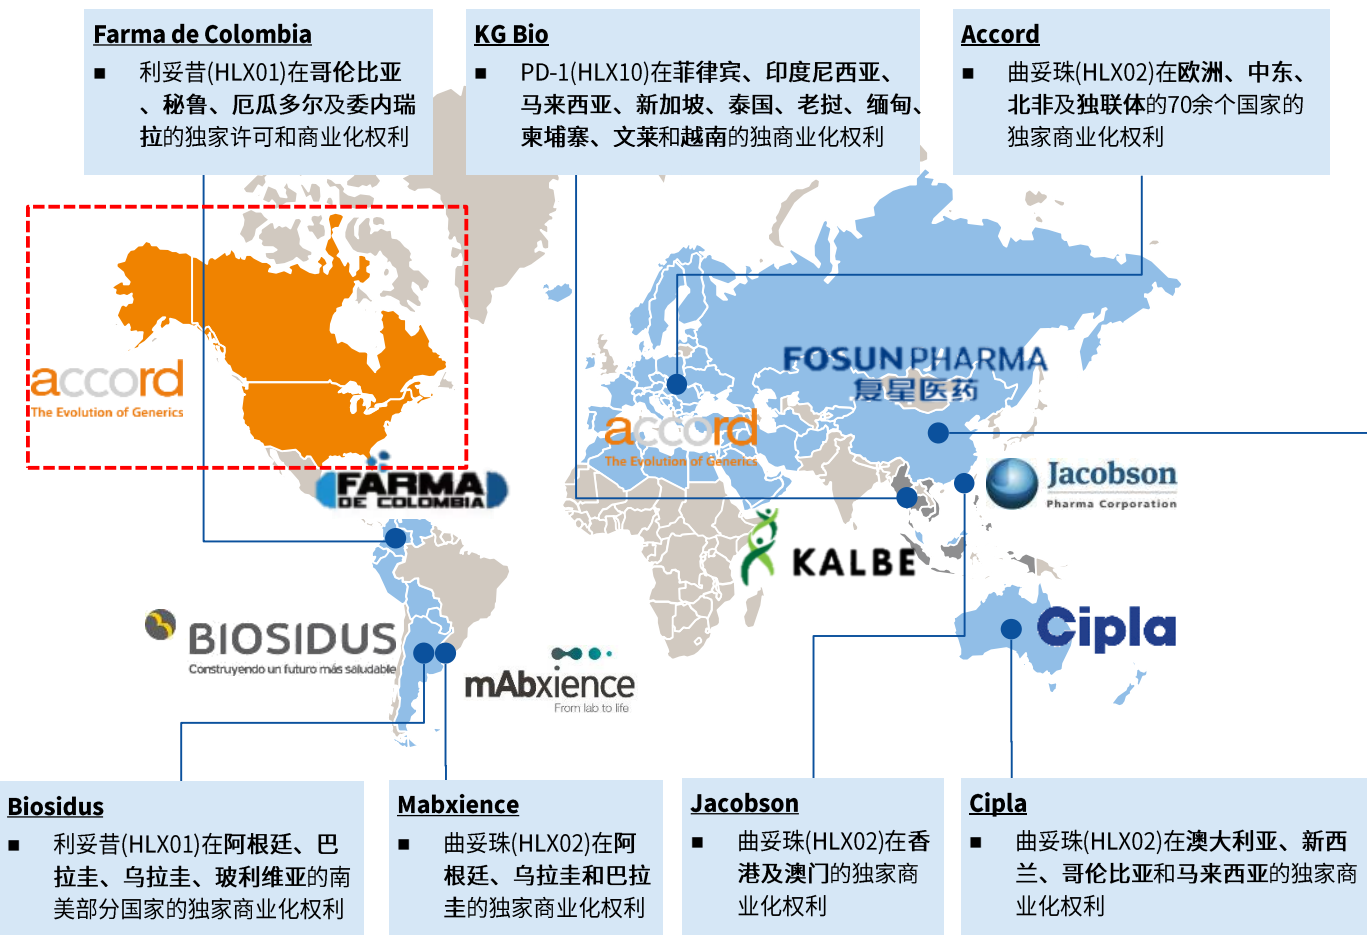 Farma de Colombia
■ 利妥昔(HLX01)在哥伦比亚
、秘鲁、厄瓜多尔及委内瑞
拉的独家许可和商业化权利
KG Bio
■ PD-1(HLX10)在菲律宾、印度尼西亚、
马来西亚、新加坡、泰国、老挝、缅甸、
柬埔寨、文莱和越南的独商业化权利
Accord
■ 曲妥珠(HLX02)在欧洲、中东、
北非及独联体的70余个国家的
独家商业化权利
accord
The Evolution of Generics
FOSUN PHARMA
复星医药
accord
The Evolution of Generics
FARMA
DE COLOMBIA
Jacobson
Pharma Corporation
KALBE
BIOSIDUS
Construyendo un futuro más saludable
mAbxience
From lab to life
Cipla
Biosidus
■ 利妥昔(HLX01)在阿根廷、巴
拉圭、乌拉圭、玻利维亚的南
美部分国家的独家商业化权利
Mabxience
■ 曲妥珠(HLX02)在阿
根廷、乌拉圭和巴拉
圭的独家商业化权利
Jacobson
■ 曲妥珠(HLX02)在香
港及澳门的独家商
业化权利
Cipla
■ 曲妥珠(HLX02)在澳大利亚、新西
兰、哥伦比亚和马来西亚的独家商
业化权利